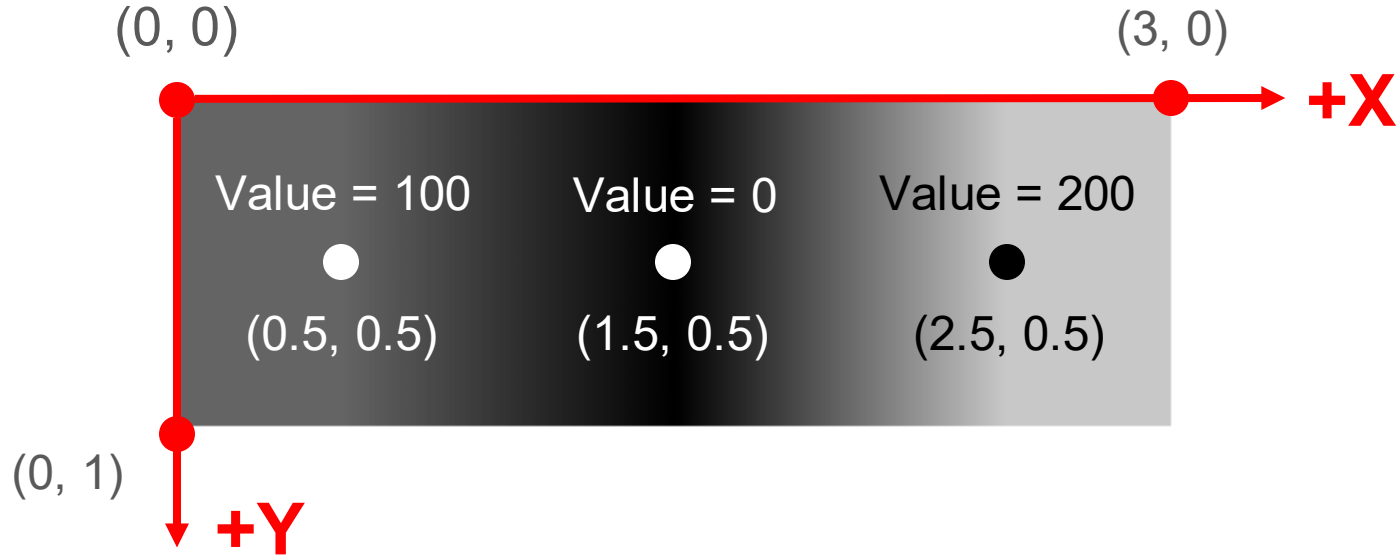 (0, 0)
(3, 0)
+X
Value = 100
Value = 0
Value = 200
(0.5, 0.5)
(1.5, 0.5)
(2.5, 0.5)
(0, 1)
+Y